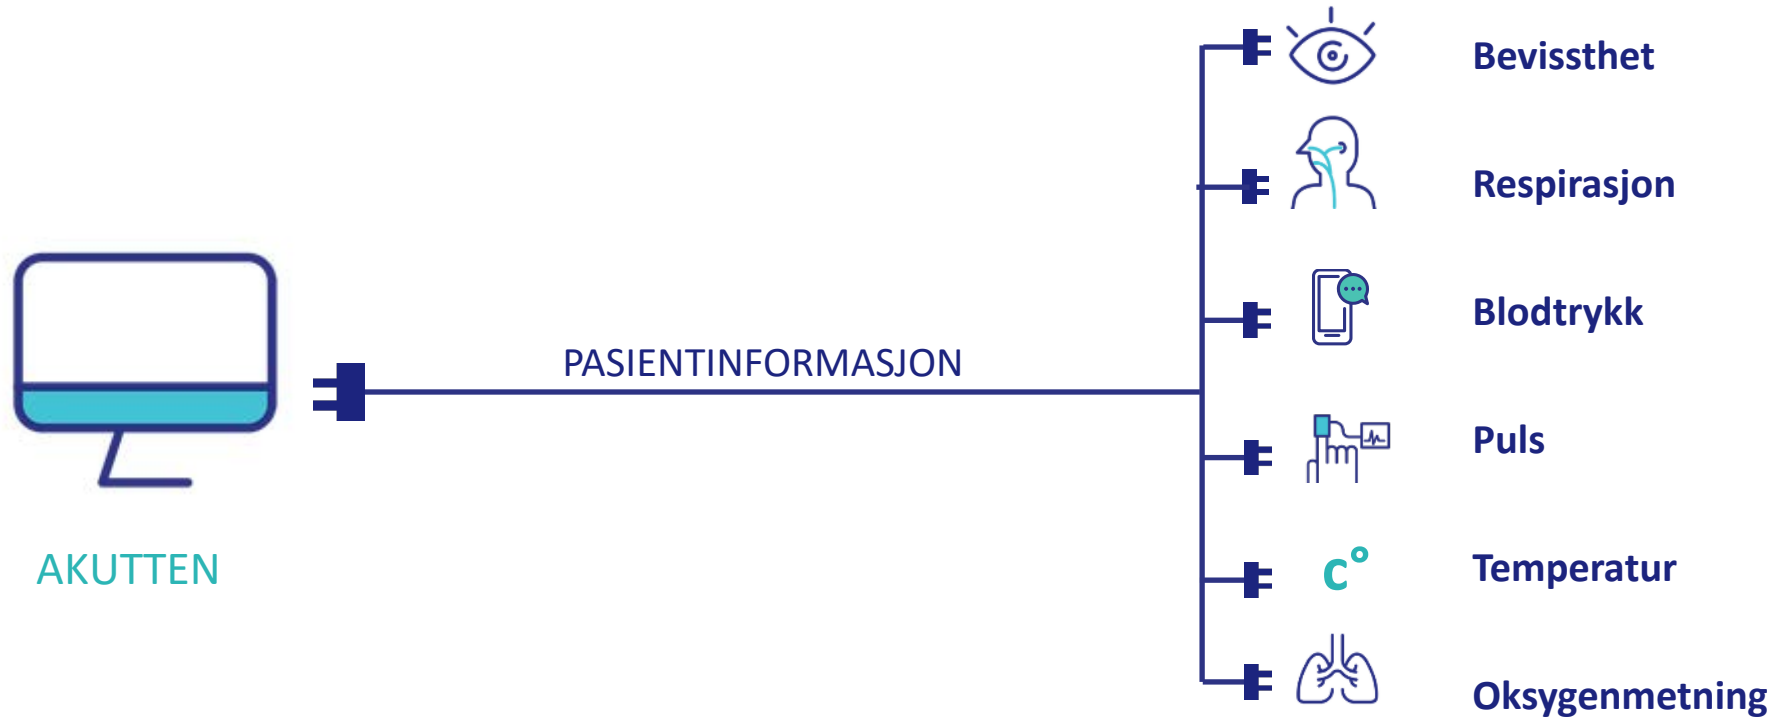 Bevissthet
Respirasjon
Blodtrykk
PASIENTINFORMASJON
Puls
AKUTTEN
c°
Temperatur
Oksygenmetning